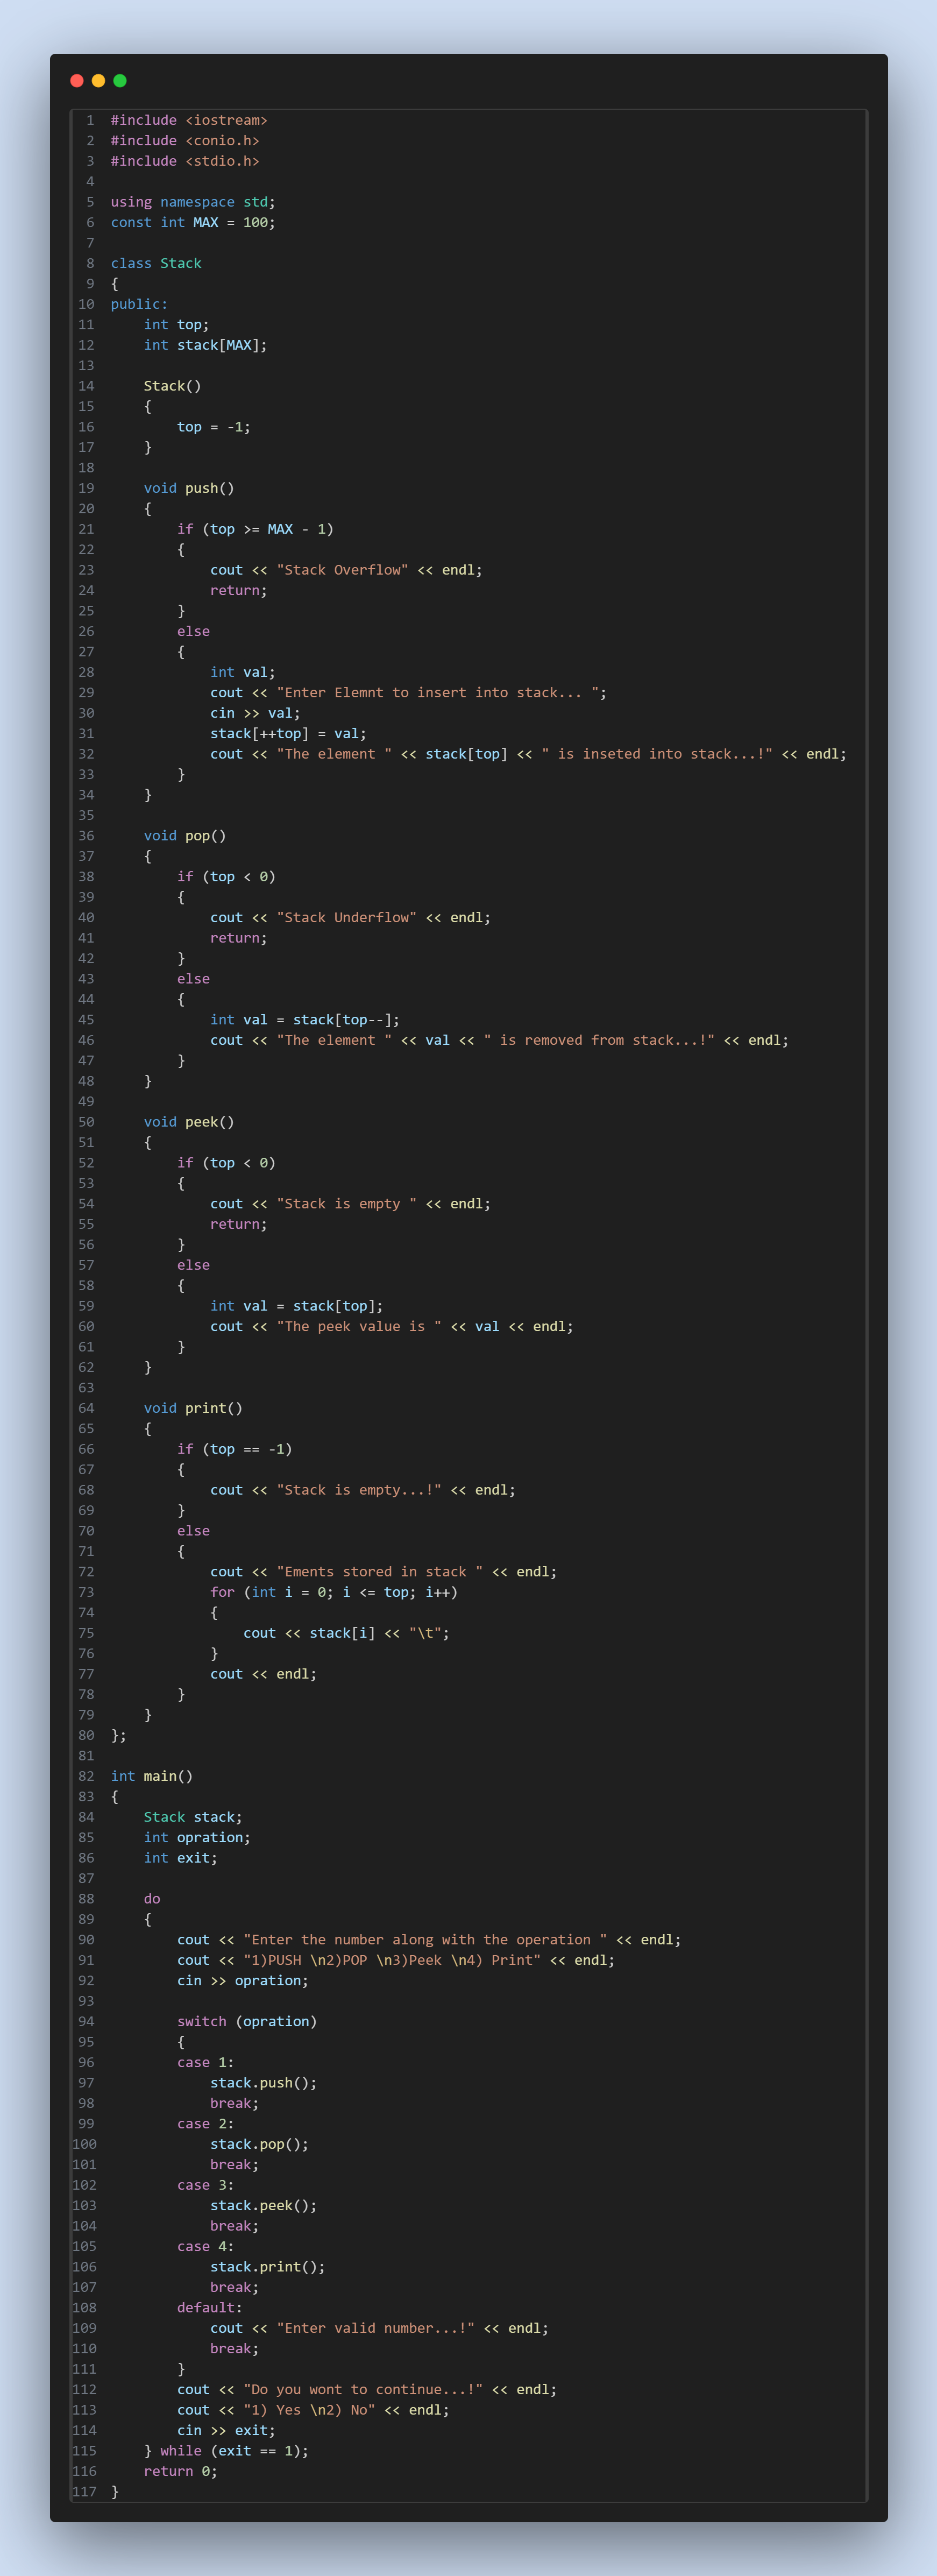 1 #include <iostream>
2 #include <conio.h>
3 #include <stdio.h>
4
5 using namespace std;
6 const int MAX = 100;
7
8 class Stack
9 {
10 public:
11     int top;
12     int stack[MAX];
13
14     Stack()
15     {
16         top = -1;
17     }
18
19     void push()
20     {
21         if (top >= MAX - 1)
22         {
23             cout << "Stack Overflow" << endl;
24             return;
25         }
26         else
27         {
28             int val;
29             cout << "Enter Elemnt to insert into stack... ";
30             cin >> val;
31             stack[++top] = val;
32             cout << "The element " << stack[top] << " is inseted into stack...!" << endl;
33         }
34     }
35
36     void pop()
37     {
38         if (top < 0)
39         {
40             cout << "Stack Underflow" << endl;
41             return;
42         }
43         else
44         {
45             int val = stack[top--];
46             cout << "The element " << val << " is removed from stack...!" << endl;
47         }
48     }
49
50     void peek()
51     {
52         if (top < 0)
53         {
54             cout << "Stack is empty " << endl;
55             return;
56         }
57         else
58         {
59             int val = stack[top];
60             cout << "The peek value is " << val << endl;
61         }
62     }
63
64     void print()
65     {
66         if (top == -1)
67         {
68             cout << "Stack is empty...!" << endl;
69         }
70         else
71         {
72             cout << "Ements stored in stack " << endl;
73             for (int i = 0; i <= top; i++)
74             {
75                 cout << stack[i] << "\t";
76             }
77             cout << endl;
78         }
79     }
80 };
81
82 int main()
83 {
84     Stack stack;
85     int opration;
86     int exit;
87
88     do
89     {
90         cout << "Enter the number along with the operation " << endl;
91         cout << "1)PUSH \n2)POP \n3)Peek \n4) Print" << endl;
92         cin >> opration;
93
94         switch (opration)
95         {
96         case 1:
97             stack.push();
98             break;
99         case 2:
100             stack.pop();
101             break;
102         case 3:
103             stack.peek();
104             break;
105         case 4:
106             stack.print();
107             break;
108         default:
109             cout << "Enter valid number...!" << endl;
110             break;
111         }
112         cout << "Do you wont to continue...!" << endl;
113         cout << "1) Yes \n2) No" << endl;
114         cin >> exit;
115     } while (exit == 1);
116     return 0;
117 }